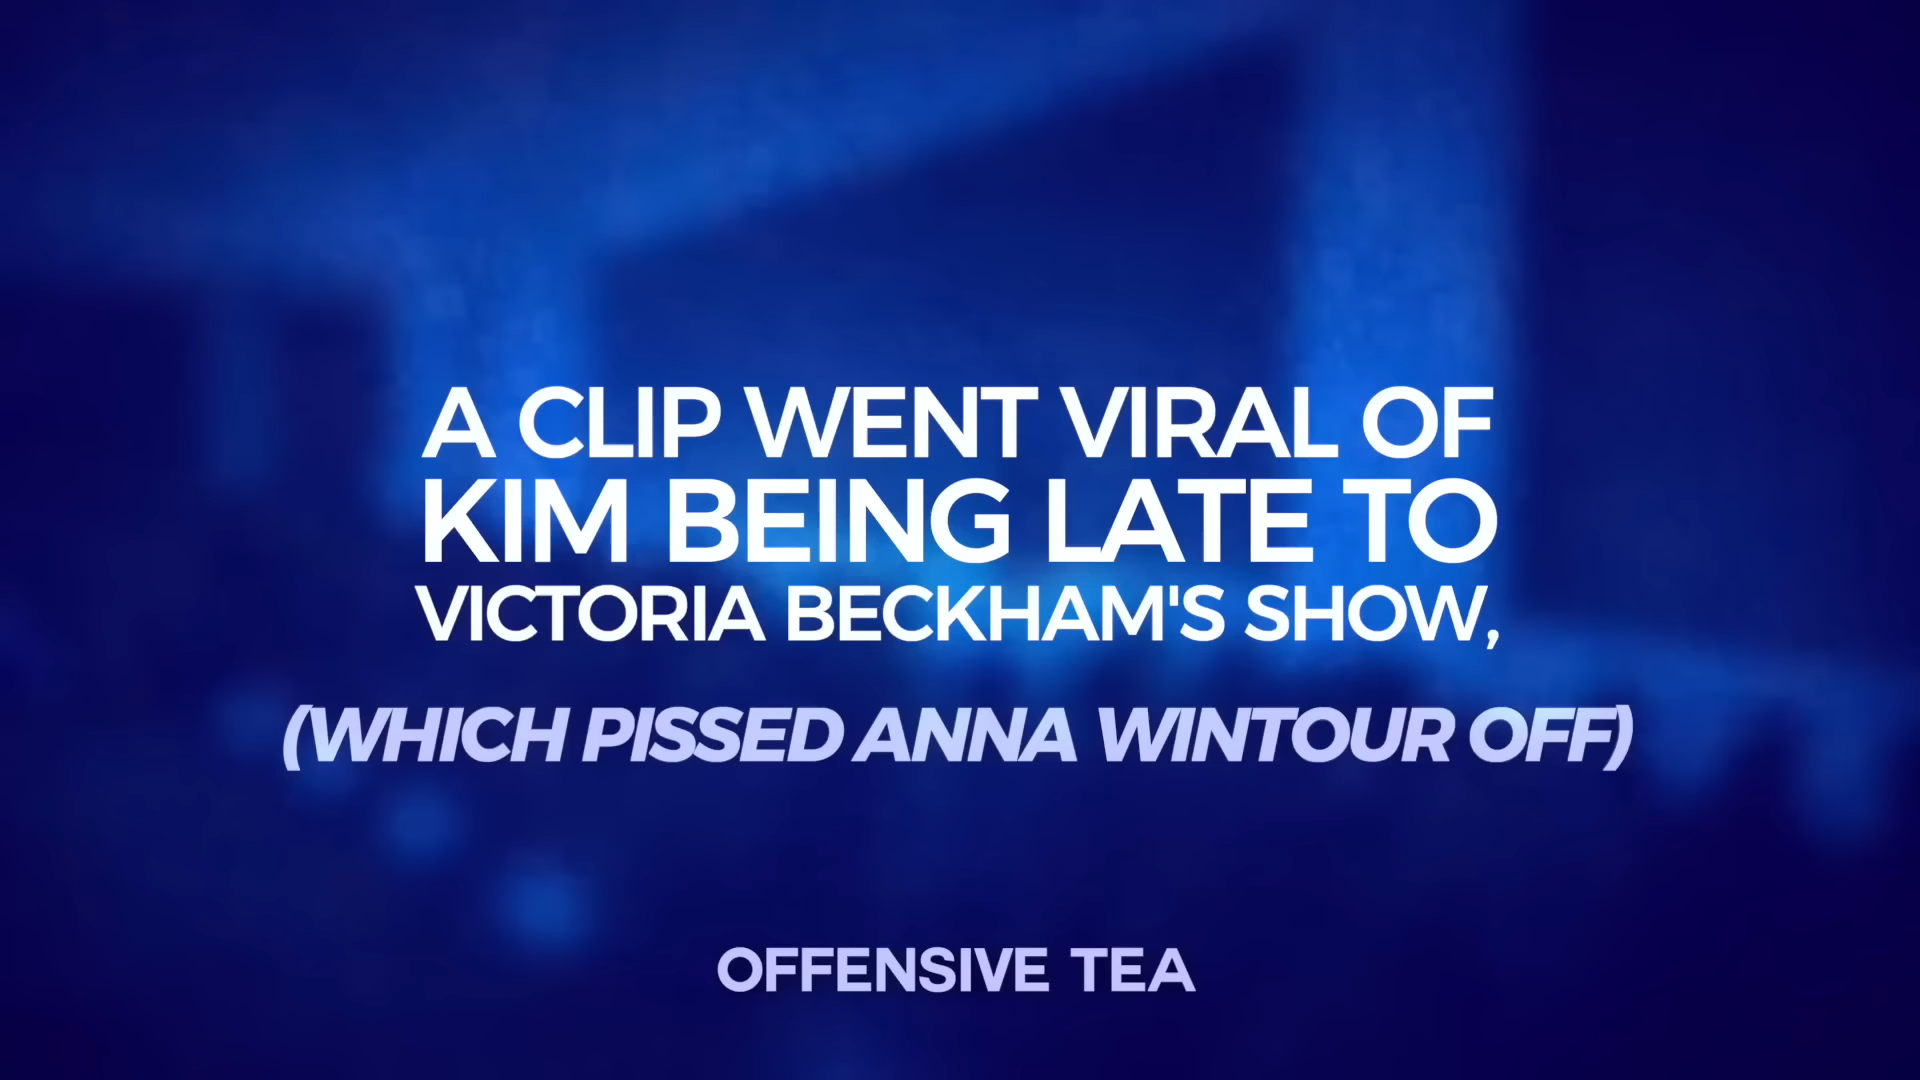 A CLIP WENT VIRAL OF
KIM BEING LATE TO
VICTORIA BECKHAM'S SHOW,
(WHICH PISSED ANNA WINTOUR OFF)
OFFENSIVE TEA